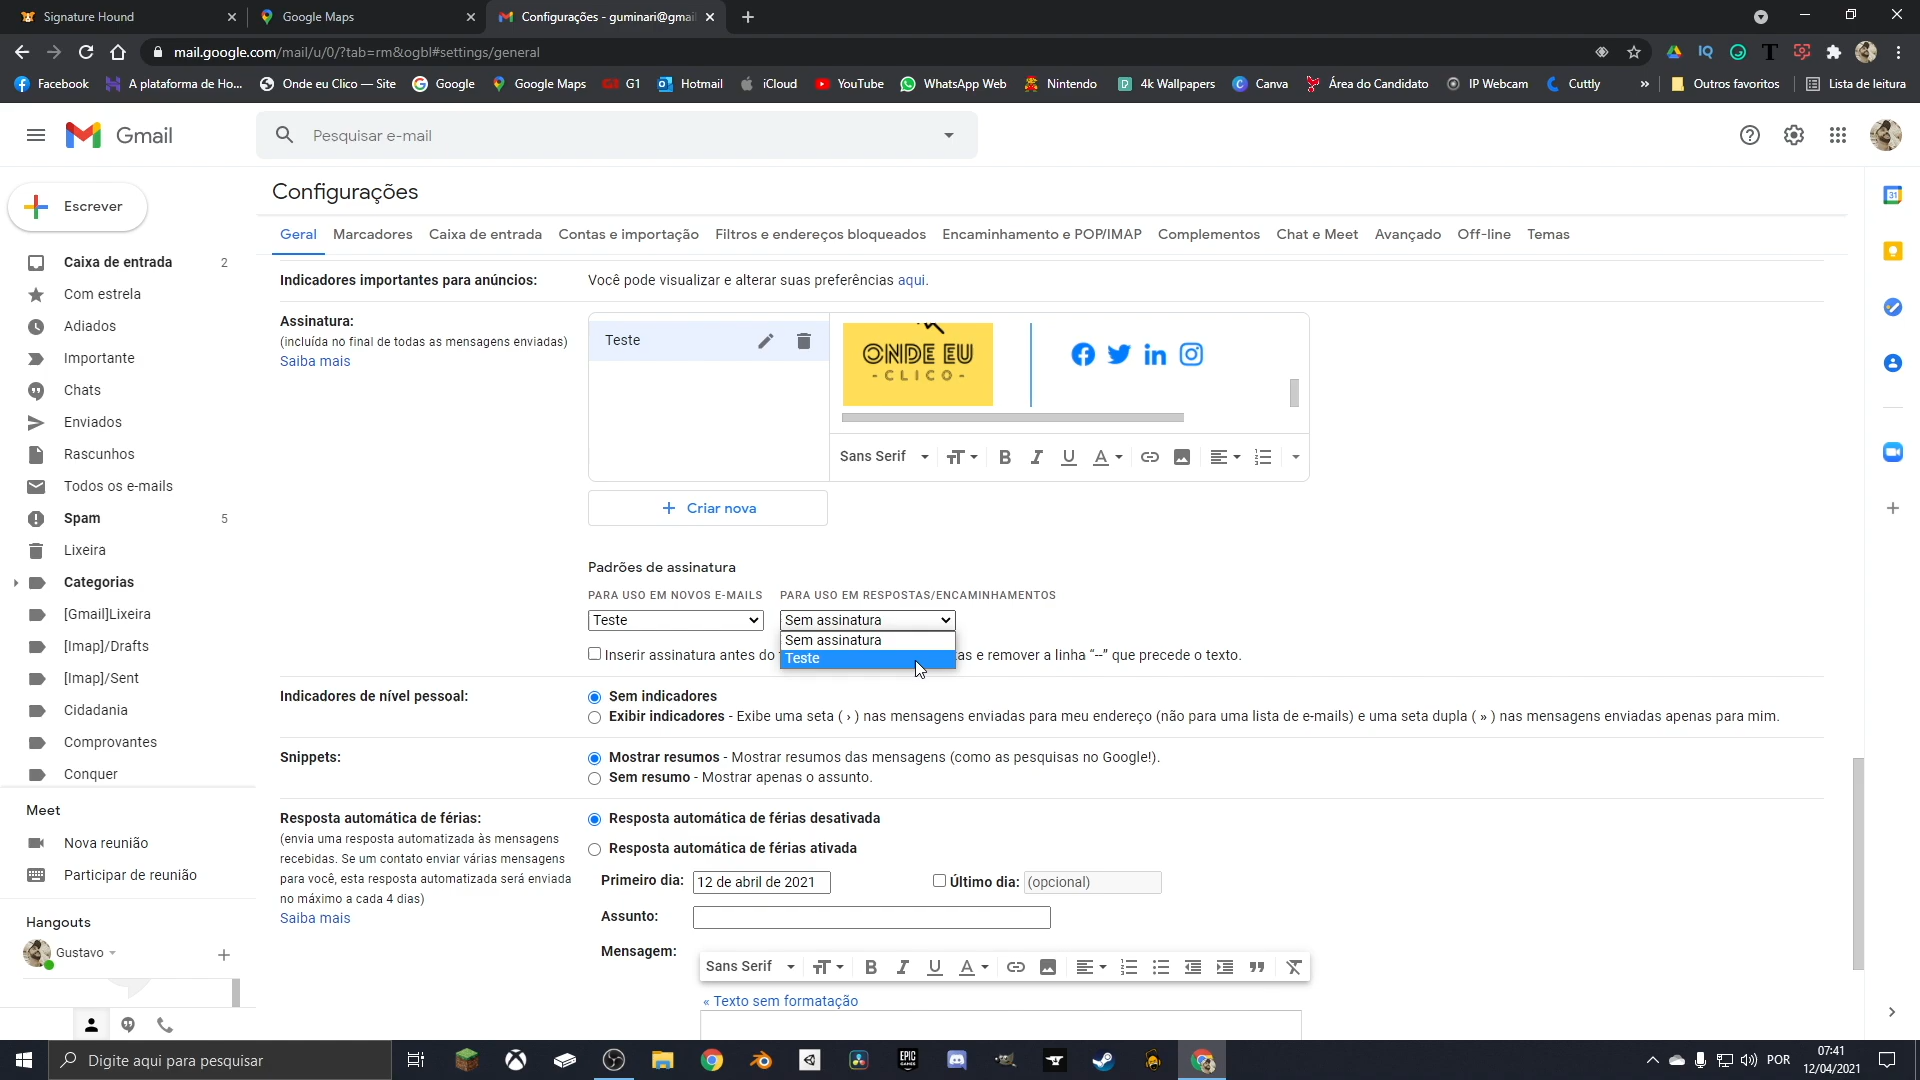 Signature Hound
Google Maps
Configurações - guminari@gmai
mail.google.com/mail/u/0/?tab=rm&ogbl#settings/general
Facebook
A plataforma de Ho...
Onde eu Clico — Site
Google
Google Maps
G1
Hotmail
iCloud
YouTube
WhatsApp Web
Nintendo
4k Wallpapers
Canva
Área do Candidato
IP Webcam
Cuttly
»
Outros favoritos
Lista de leitura
Gmail
Pesquisar e-mail
Escrever
Caixa de entrada 2
Com estrela
Adiados
Importante
Chats
Enviados
Rascunhos
Todos os e-mails
Spam 5
Lixeira
Categorias
[Gmail]Lixeira
[Imap]/Drafts
[Imap]/Sent
Cidadania
Comprovantes
Conquer
Meet
Nova reunião
Participar de reunião
Hangouts
Gustavo
Configurações
Geral Marcadores Caixa de entrada Contas e importação Filtros e endereços bloqueados Encaminhamento e POP/IMAP Complementos Chat e Meet Avançado Off-line Temas
Indicadores importantes para anúncios:
Você pode visualizar e alterar suas preferências aqui.
Assinatura:
(incluída no final de todas as mensagens enviadas)
Saiba mais
Teste
ONDE EU
- CLICO -
Sans Serif
Criar nova
Padrões de assinatura
PARA USO EM NOVOS E-MAILS PARA USO EM RESPOSTAS/ENCAMINHAMENTOS
Teste Sem assinatura
Sem assinatura
Teste
Inserir assinatura antes do as e remover a linha “--” que precede o texto.
Indicadores de nível pessoal:
Sem indicadores
Exibir indicadores - Exibe uma seta ( › ) nas mensagens enviadas para meu endereço (não para uma lista de e-mails) e uma seta dupla ( » ) nas mensagens enviadas apenas para mim.
Snippets:
Mostrar resumos - Mostrar resumos das mensagens (como as pesquisas no Google!).
Sem resumo - Mostrar apenas o assunto.
Resposta automática de férias:
(envia uma resposta automatizada às mensagens
recebidas. Se um contato enviar várias mensagens
para você, esta resposta automatizada será enviada
no máximo a cada 4 dias)
Saiba mais
Resposta automática de férias desativada
Resposta automática de férias ativada
Primeiro dia: 12 de abril de 2021 Último dia: (opcional)
Assunto:
Mensagem:
Sans Serif
« Texto sem formatação
Digite aqui para pesquisar
POR
07:41
12/04/2021